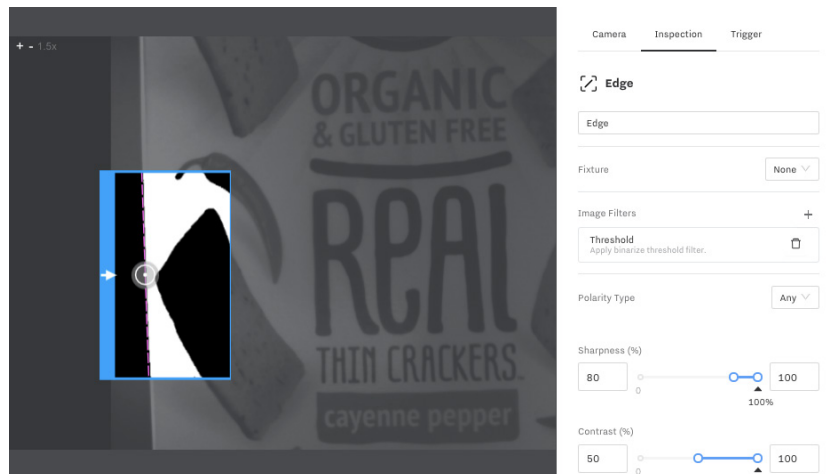 + - 1.5x
ORGANIC
& GLUTEN FREE
REAL
THIN CRACKERS.
cayenne pepper
Camera
Inspection
Trigger
Edge
Edge
Fixture
None
Image Filters
+
Threshold
Apply binarize threshold filter.
Polarity Type
Any
Sharpness (%)
80
0
100
100%
Contrast (%)
50
0
100